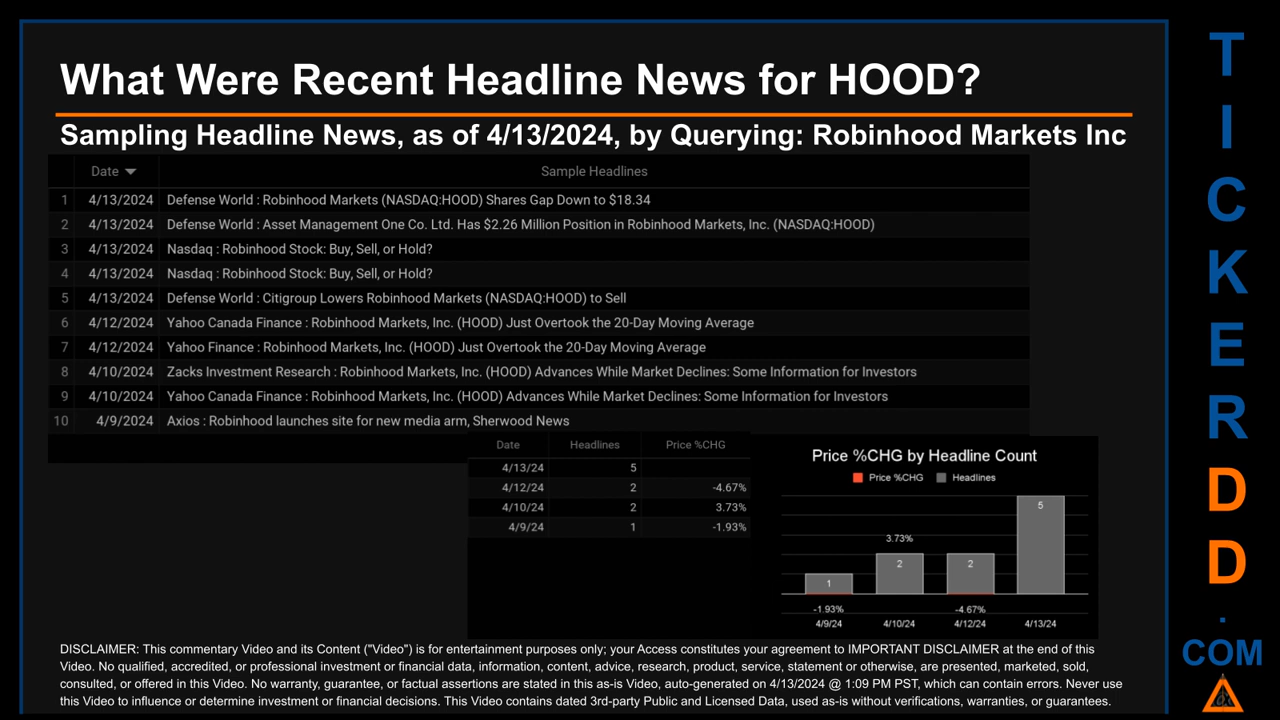 What Were Recent Headline News for HOOD?
Sampling Headline News, as of 4/13/2024, by Querying: Robinhood Markets Inc
Date Sample Headlines
1 4/13/2024 Defense World : Robinhood Markets (NASDAQ:HOOD) Shares Gap Down to $18.34
2 4/13/2024 Defense World : Asset Management One Co. Ltd. Has $2.26 Million Position in Robinhood Markets, Inc. (NASDAQ:HOOD)
3 4/13/2024 Nasdaq : Robinhood Stock: Buy, Sell, or Hold?
4 4/13/2024 Nasdaq : Robinhood Stock: Buy, Sell, or Hold?
5 4/13/2024 Defense World : Citigroup Lowers Robinhood Markets (NASDAQ:HOOD) to Sell
6 4/12/2024 Yahoo Canada Finance : Robinhood Markets, Inc. (HOOD) Just Overtook the 20-Day Moving Average
7 4/12/2024 Yahoo Finance : Robinhood Markets, Inc. (HOOD) Just Overtook the 20-Day Moving Average
8 4/10/2024 Zacks Investment Research : Robinhood Markets, Inc. (HOOD) Advances While Market Declines: Some Information for Investors
9 4/10/2024 Yahoo Canada Finance : Robinhood Markets, Inc. (HOOD) Advances While Market Declines: Some Information for Investors
10 4/9/2024 Axios : Robinhood launches site for new media arm, Sherwood News
Date Headlines Price %CHG
4/13/24 5
4/12/24 2 -4.67%
4/10/24 2 3.73%
4/9/24 1 -1.93%
Price %CHG by Headline Count
Price %CHG Headlines
5
3.73%
1 2 2
-1.93% -4.67%
4/9/24 4/10/24 4/12/24 4/13/24
DISCLAIMER: This commentary Video and its Content ("Video") is for entertainment purposes only; your Access constitutes your agreement to IMPORTANT DISCLAIMER at the end of this
Video. No qualified, accredited, or professional investment or financial data, information, content, advice, research, product, service, statement or otherwise, are presented, marketed, sold,
consulted, or offered in this Video. No warranty, guarantee, or factual assertions are stated in this as-is Video, auto-generated on 4/13/2024 @ 1:09 PM PST, which can contain errors. Never use
this Video to influence or determine investment or financial decisions. This Video contains dated 3rd-party Public and Licensed Data, used as-is without verifications, warranties, or guarantees.
T
I
C
K
E
R
D
D
.
COM